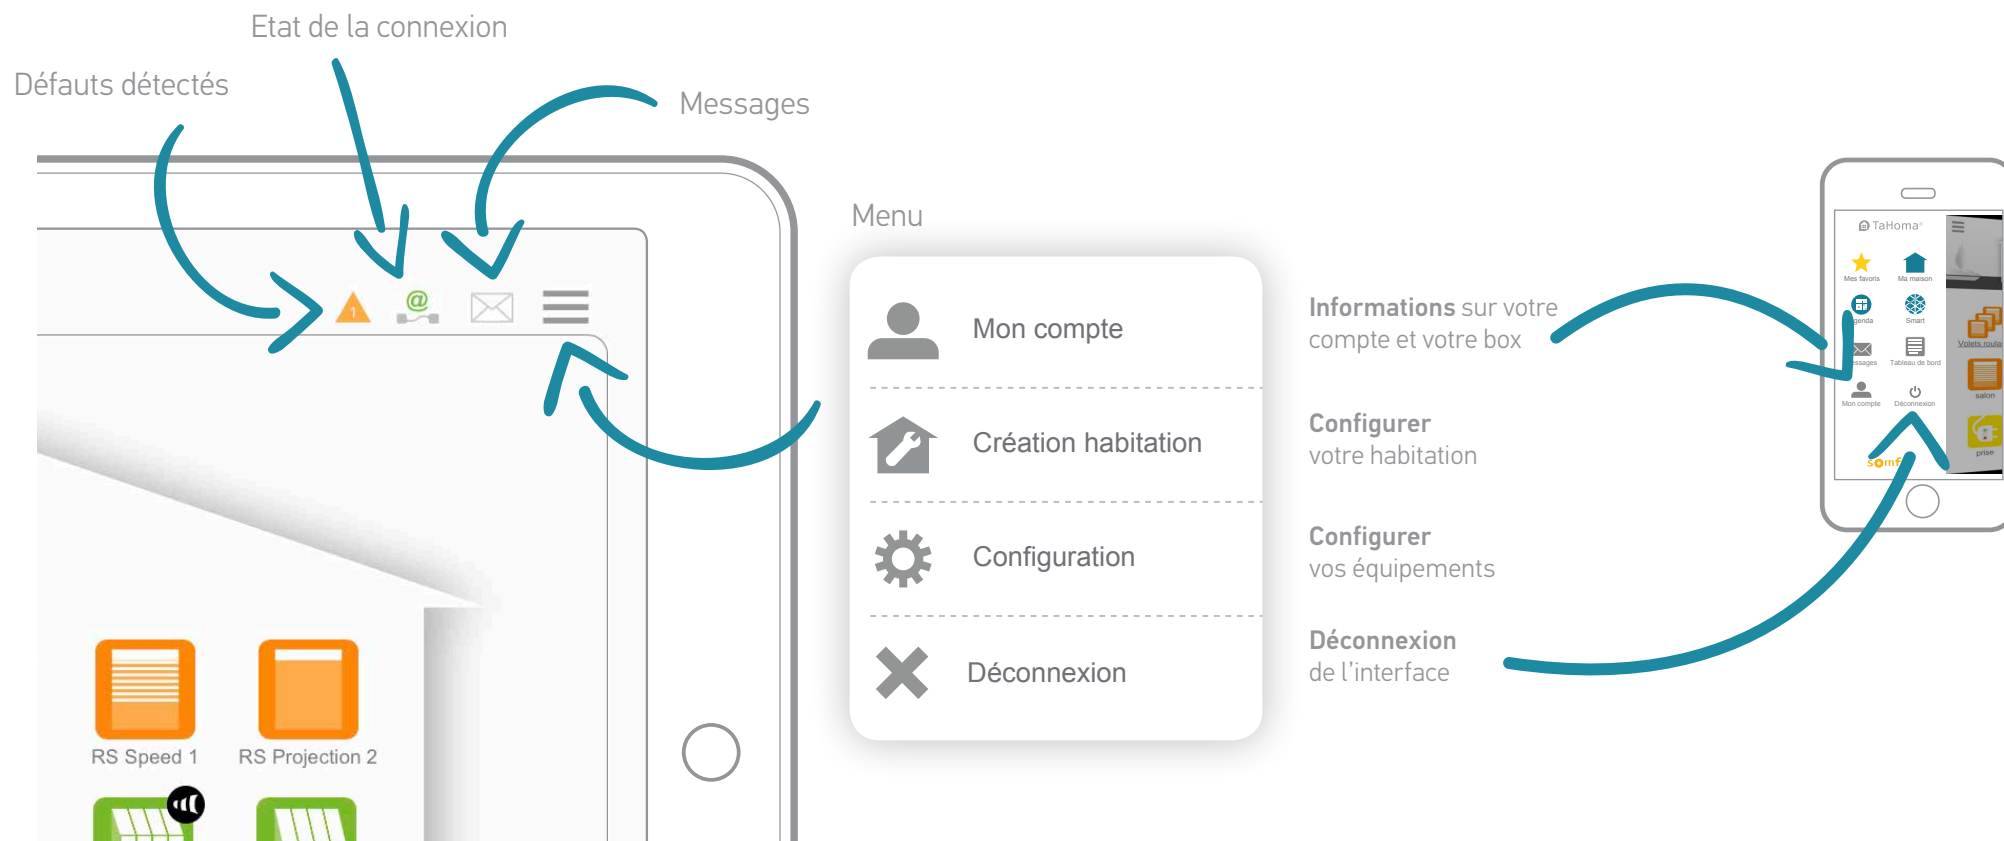 Etat de la connexion
Défauts détectés
Messages
1
@
RS Speed 1
RS Projection 2
Menu
Mon compte
Création habitation
Configuration
Déconnexion
Informations sur votre
compte et votre box
Configurer
votre habitation
Configurer
vos équipements
Déconnexion
de l'interface
TaHoma®
Mes favoris
Ma maison
Smart
Tableau de bord
Mon compte
Déconnexion
salon
prise